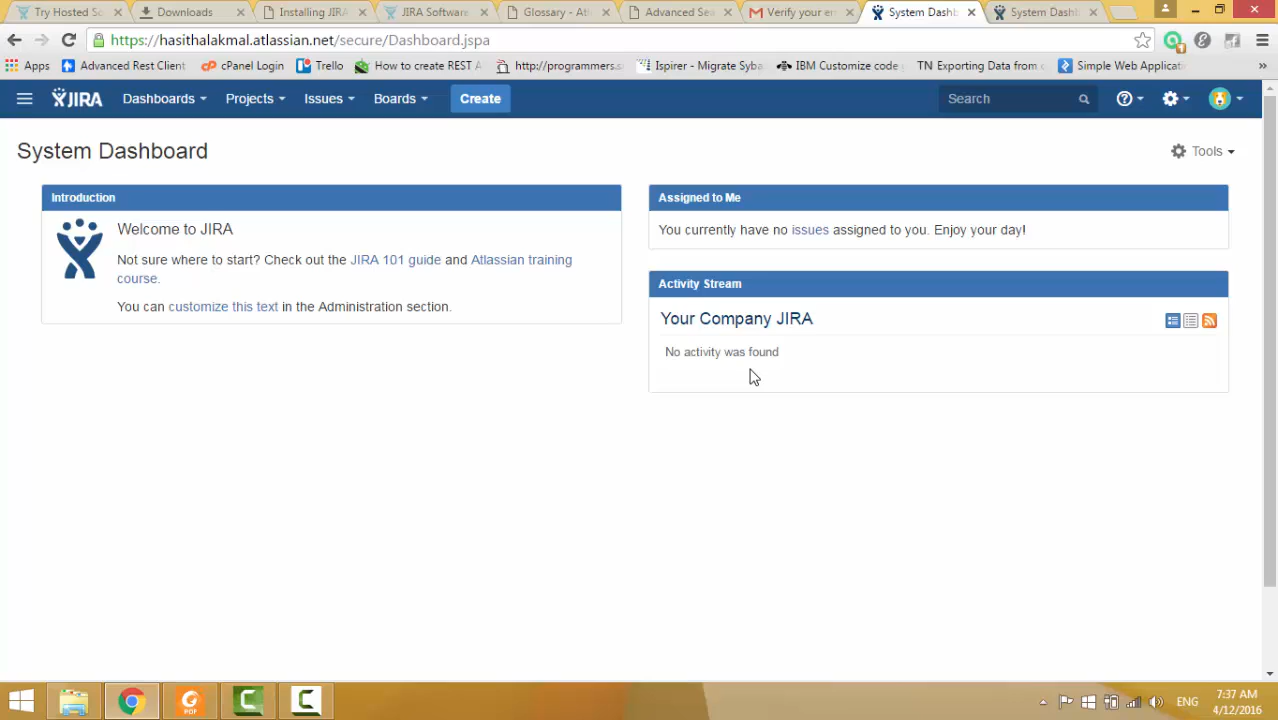 Try Hosted So
Downloads
Installing JIRA
JIRA Software
Glossary - Atl
Advanced Sea
Verify your em
System Dashb
System Dashb
https://hasithalakmal.atlassian.net/secure/Dashboard.jspa
Apps
Advanced Rest Client
cPanel Login
Trello
How to create REST A
http://programmers.s
Ispirer - Migrate Syba
IBM Customize code
TN Exporting Data from
Simple Web Applicati
»
JIRA
Dashboards
Projects
Issues
Boards
Create
Search
System Dashboard
Tools
Introduction
Welcome to JIRA
Not sure where to start? Check out the JIRA 101 guide and Atlassian training
course.
You can customize this text in the Administration section.
Assigned to Me
You currently have no issues assigned to you. Enjoy your day!
Activity Stream
Your Company JIRA
No activity was found
PDF
ENG
7:37 AM
4/12/2016